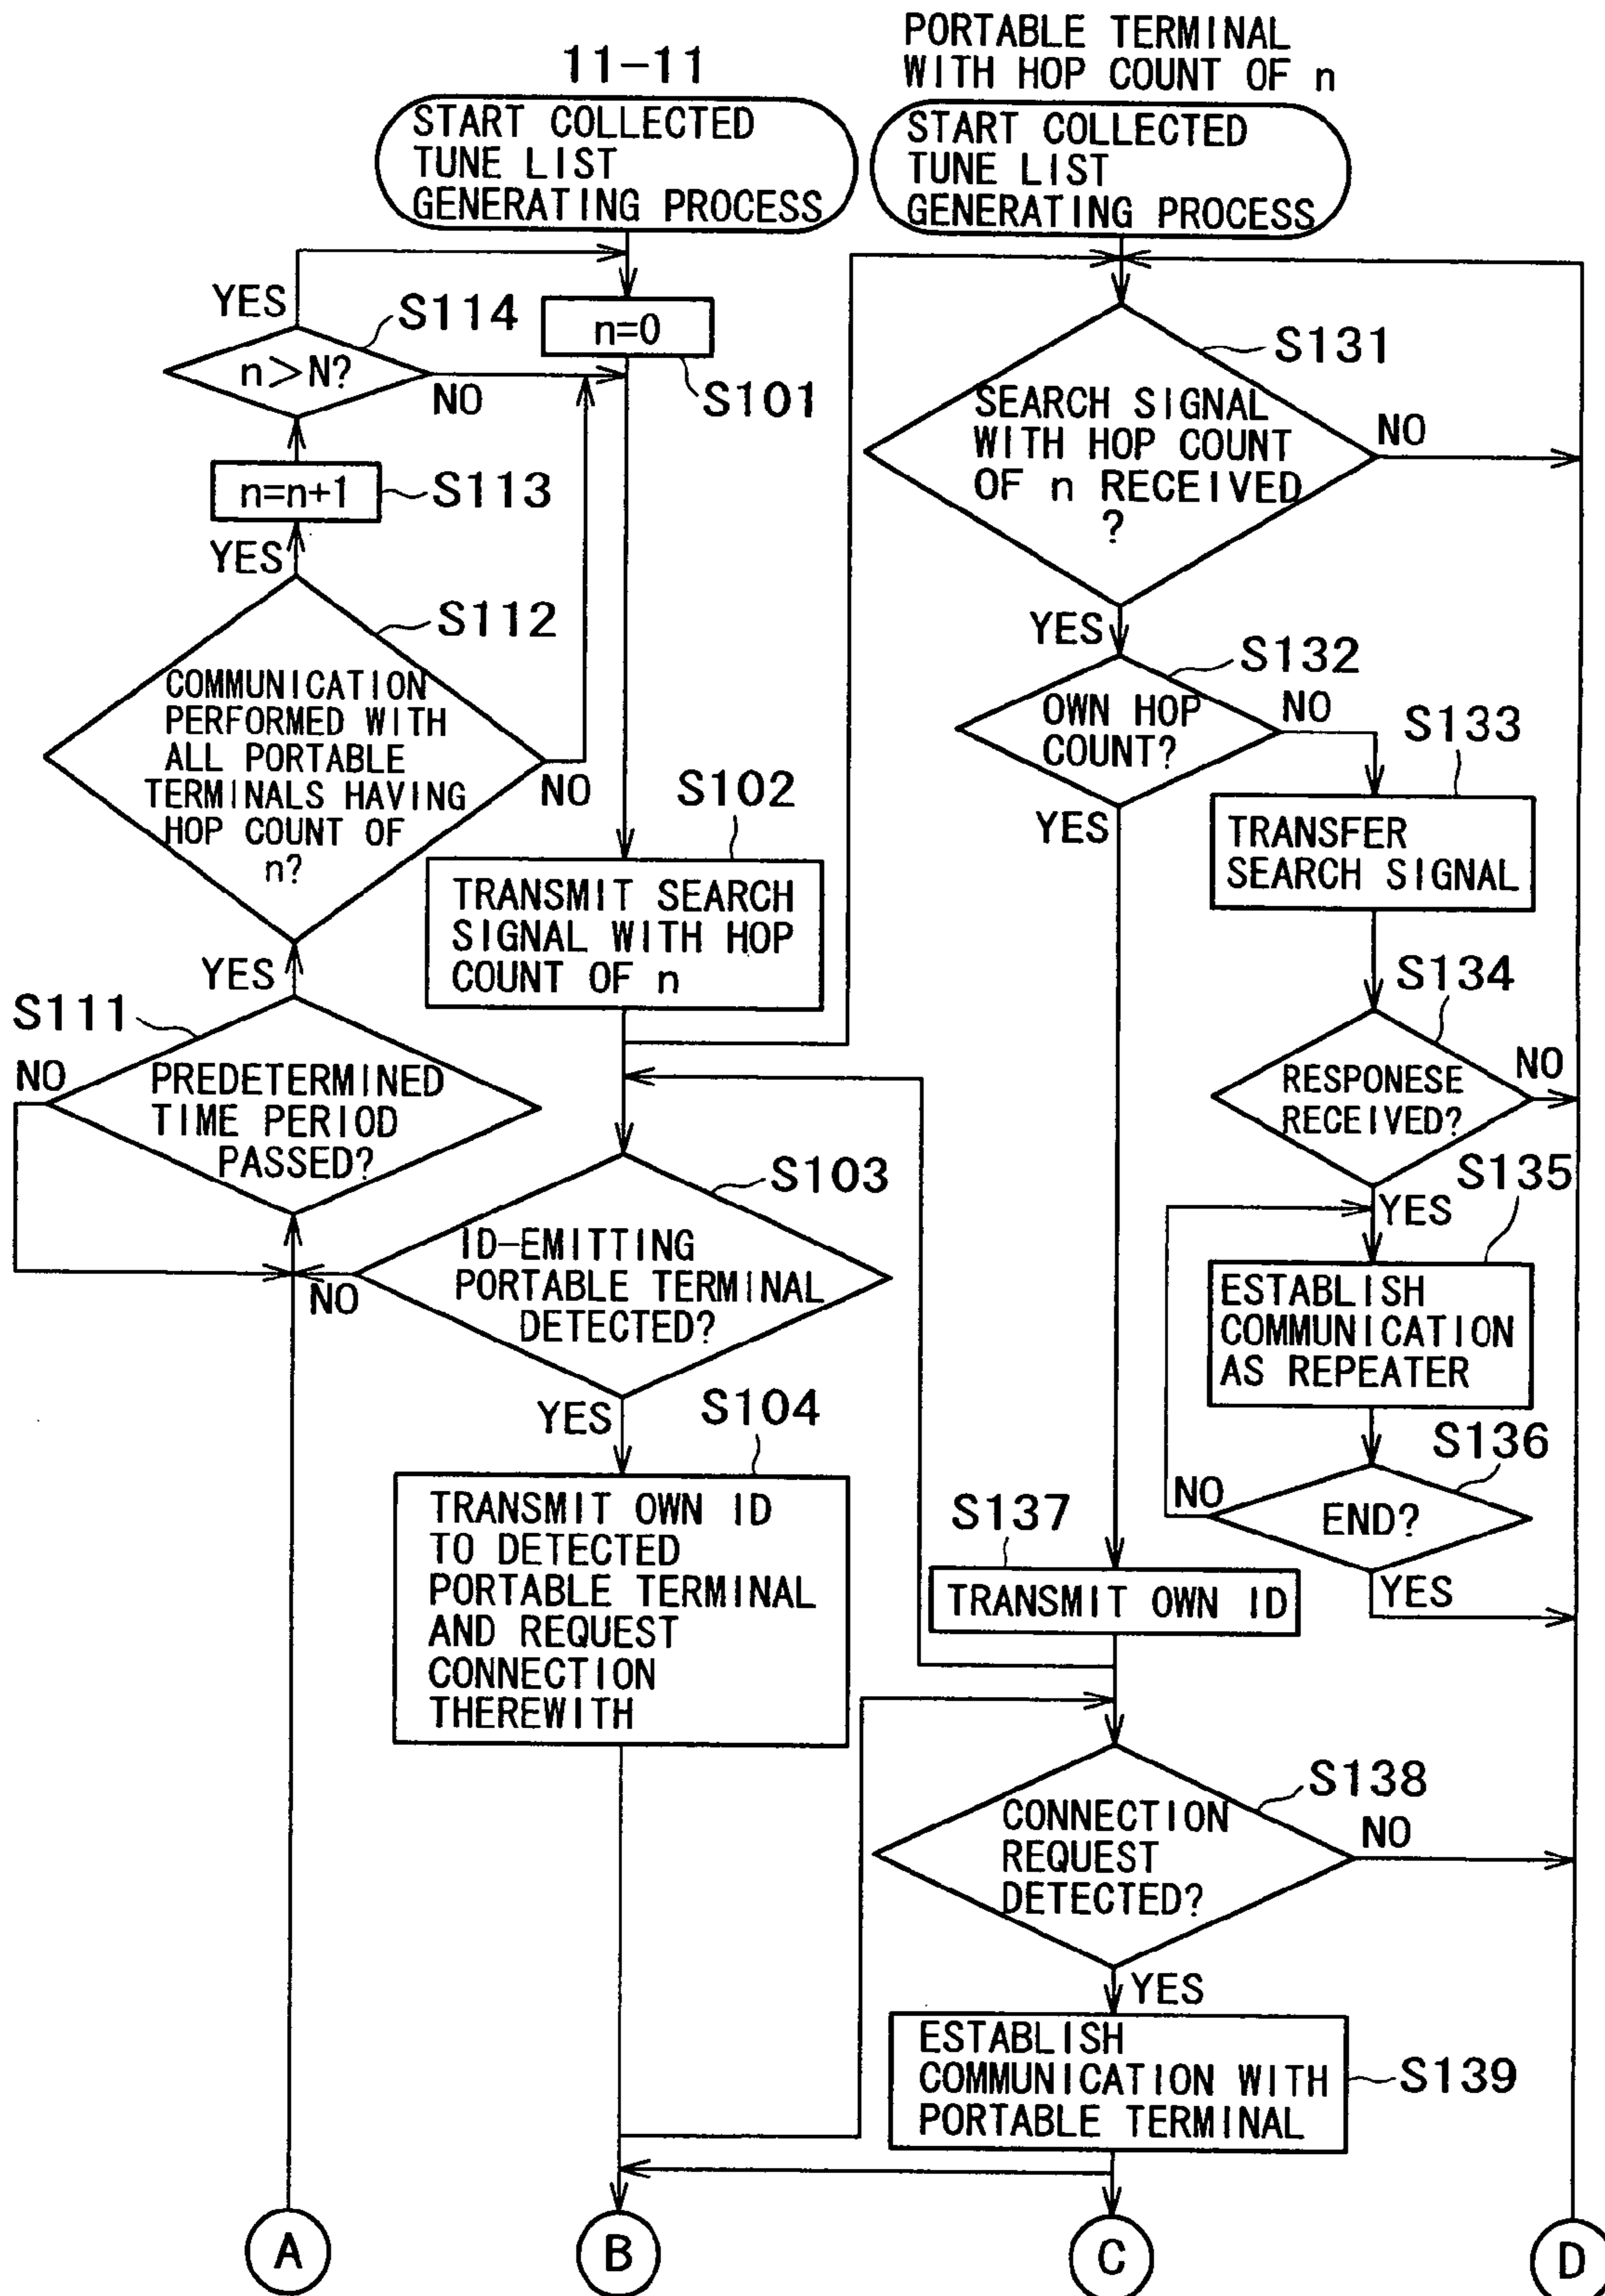 11-11
START COLLECTED
TUNE LIST
GENERATING PROCESS
YES
S114
n>N?
NO
n=0
S101
n=n+1
S113
YES
S112
COMMUNICATION
PERFORMED WITH
ALL PORTABLE
TERMINALS HAVING
HOP COUNT OF
n?
NO
S102
TRANSMIT SEARCH
SIGNAL WITH HOP
COUNT OF n
YES
S111
NO
PREDETERMINED
TIME PERIOD
PASSED?
S103
ID-EMITTING
PORTABLE TERMINAL
DETECTED?
NO
YES
S104
TRANSMIT OWN ID
TO DETECTED
PORTABLE TERMINAL
AND REQUEST
CONNECTION
THEREWITH
A
B
PORTABLE TERMINAL
WITH HOP COUNT OF n
START COLLECTED
TUNE LIST
GENERATING PROCESS
S131
SEARCH SIGNAL
WITH HOP COUNT
OF n RECEIVED
?
NO
YES
S132
OWN HOP
COUNT?
NO
YES
S133
TRANSFER
SEARCH SIGNAL
S134
RESPONESE
RECEIVED?
NO
YES
S135
ESTABLISH
COMMUNICATION
AS REPEATER
S136
END?
NO
YES
S137
TRANSMIT OWN ID
S138
CONNECTION
REQUEST
DETECTED?
NO
YES
ESTABLISH
COMMUNICATION WITH
PORTABLE TERMINAL
S139
C
D